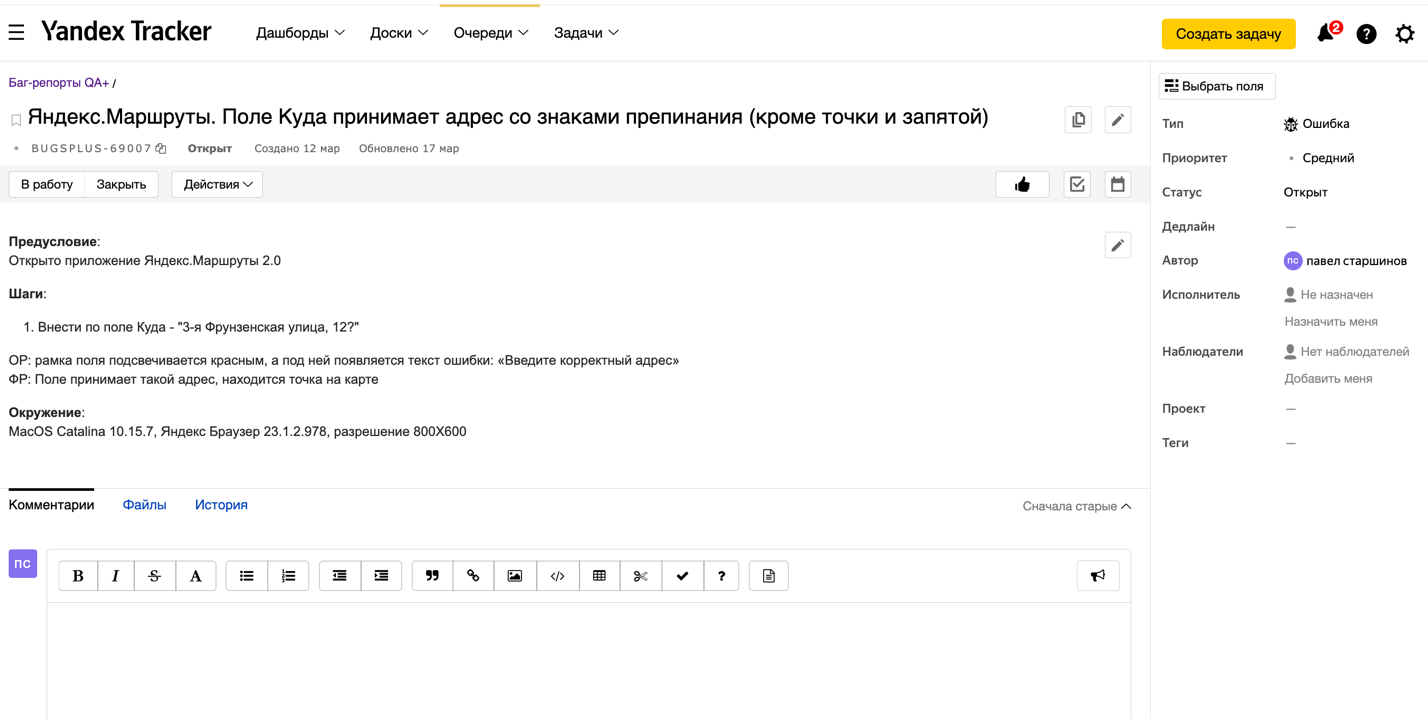 Yandex Tracker
Дашборды
Доски
Очереди
Задачи
Создать задачу
2
?
Баг-репорты QA+ /
Яндекс.Маршруты. Поле Куда принимает адрес со знаками препинания (кроме точки и запятой)
BUGSPLUS-69007 Открыт Создано 12 мар Обновлено 17 мар
В работу Закрыть Действия
Предусловие:
Открыто приложение Яндекс.Маршруты 2.0
Шаги:
1. Внести по поле Куда - "3-я Фрунзенская улица, 12?"
ОР: рамка поля подсвечивается красным, а под ней появляется текст ошибки: «Введите корректный адрес»
ФР: Поле принимает такой адрес, находится точка на карте
Окружение:
MacOS Catalina 10.15.7, Яндекс Браузер 23.1.2.978, разрешение 800X600
Комментарии Файлы История Сначала старые
ПС
B I S A ?
Выбрать поля
Тип Ошибка
Приоритет Средний
Статус Открыт
Дедлайн —
Автор ПС павел старшинов
Исполнитель Не назначен
Назначить меня
Наблюдатели Нет наблюдателей
Добавить меня
Проект —
Теги —